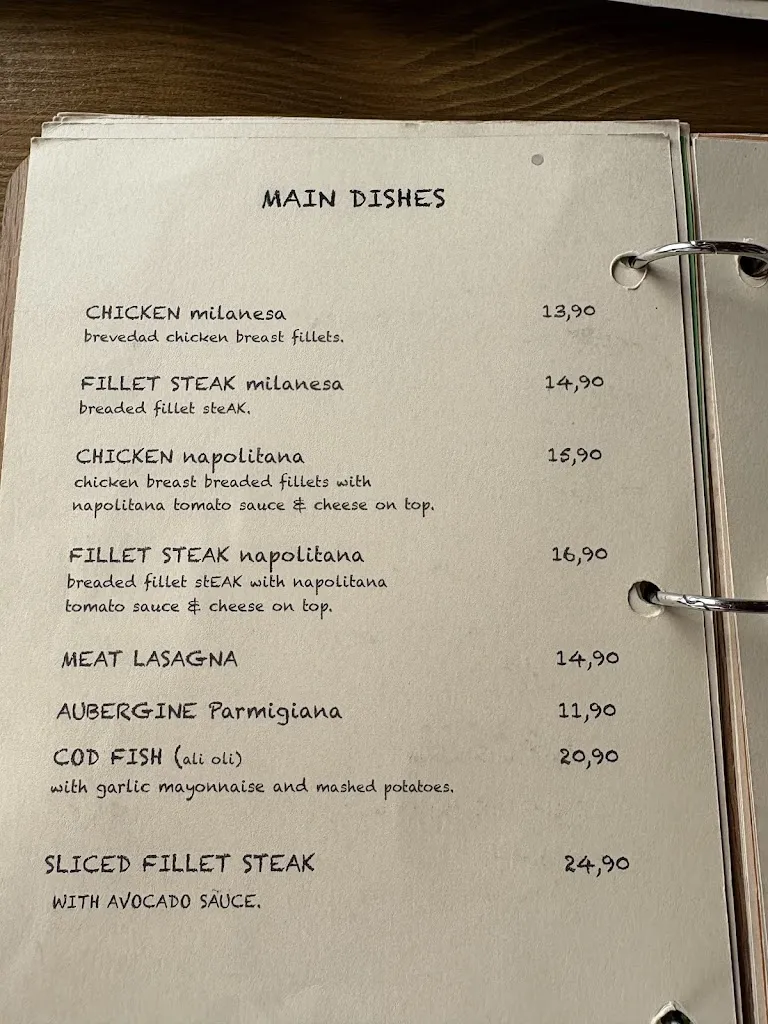 MAIN DISHES
CHICKEN milanesa 13,90
brevedad chicken breast fillets.
FILLET STEAK milanesa 14,90
breaded fillet steAK.
CHICKEN napolitana 15,90
chicken breast breaded fillets with
napolitana tomato sauce & cheese on top.
FILLET STEAK napolitana 16,90
breaded fillet stEAK with napolitana
tomato sauce & cheese on top.
MEAT LASAGNA 14,90
AUBERGINE Parmigiana 11,90
COD FISH (ali oli) 20,90
with garlic mayonnaise and mashed potatoes.
SLICED FILLET STEAK 24,90
WITH AVOCADO SAUCE.